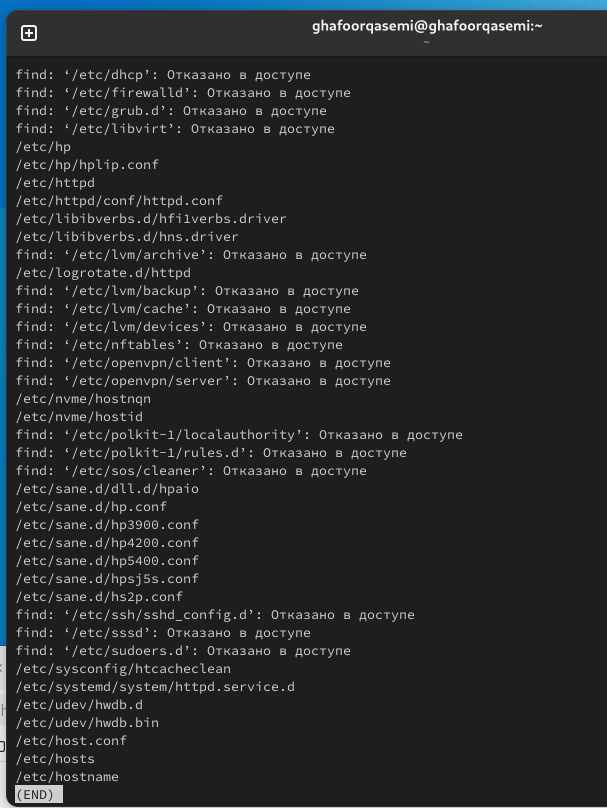 ghafoorqasemi@ghafoorqasemi:~
~
find: ‘/etc/dhcp’: Отказано в доступе
find: ‘/etc/firewalld’: Отказано в доступе
find: ‘/etc/grub.d’: Отказано в доступе
find: ‘/etc/libvirt’: Отказано в доступе
/etc/hp
/etc/hp/hplip.conf
/etc/httpd
/etc/httpd/conf/httpd.conf
/etc/libibverbs.d/hfi1verbs.driver
/etc/libibverbs.d/hns.driver
find: ‘/etc/lvm/archive’: Отказано в доступе
/etc/logrotate.d/httpd
find: ‘/etc/lvm/backup’: Отказано в доступе
find: ‘/etc/lvm/cache’: Отказано в доступе
find: ‘/etc/lvm/devices’: Отказано в доступе
find: ‘/etc/nftables’: Отказано в доступе
find: ‘/etc/openvpn/client’: Отказано в доступе
find: ‘/etc/openvpn/server’: Отказано в доступе
/etc/nvme/hostnqn
/etc/nvme/hostid
find: ‘/etc/polkit-1/localauthority’: Отказано в доступе
find: ‘/etc/polkit-1/rules.d’: Отказано в доступе
find: ‘/etc/sos/cleaner’: Отказано в доступе
/etc/sane.d/dll.d/hpaio
/etc/sane.d/hp.conf
/etc/sane.d/hp3900.conf
/etc/sane.d/hp4200.conf
/etc/sane.d/hp5400.conf
/etc/sane.d/hpsj5s.conf
/etc/sane.d/hs2p.conf
find: ‘/etc/ssh/sshd_config.d’: Отказано в доступе
find: ‘/etc/sssd’: Отказано в доступе
find: ‘/etc/sudoers.d’: Отказано в доступе
/etc/sysconfig/htcacheclean
/etc/systemd/system/httpd.service.d
/etc/udev/hwdb.d
/etc/udev/hwdb.bin
/etc/host.conf
/etc/hosts
/etc/hostname
(END)